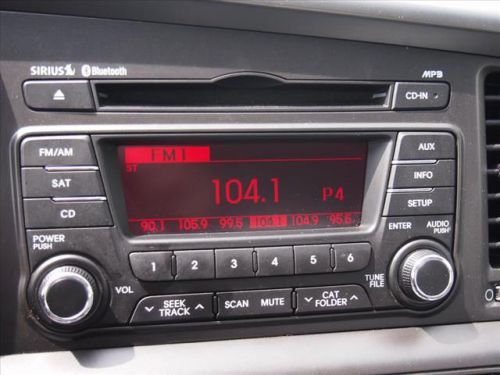 SIRIUS Bluetooth MP3
CD-IN
FM/AM FM1 AUX
ST
SAT 104.1 P4 INFO
CD SETUP
90.1 105.9 99.5 104.1 104.9 95.5
POWER PUSH ENTER AUDIO PUSH
1 2 3 4 5 6
VOL SEEK TRACK SCAN MUTE CAT FOLDER TUNE FILE